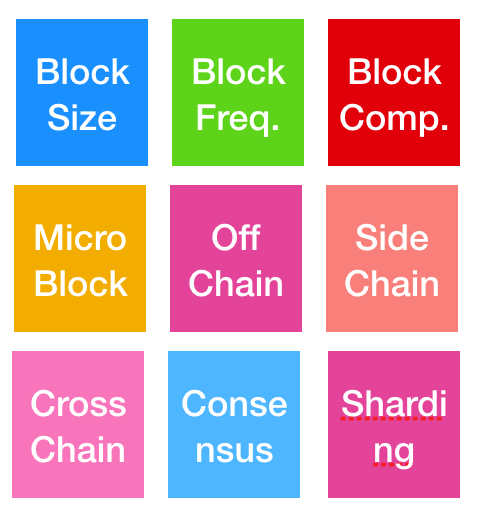 Block
Size
Block
Freq.
Block
Comp.
Micro
Block
Off
Chain
Side
Chain
Cross
Chain
Conse
nsus
Shardi
ng